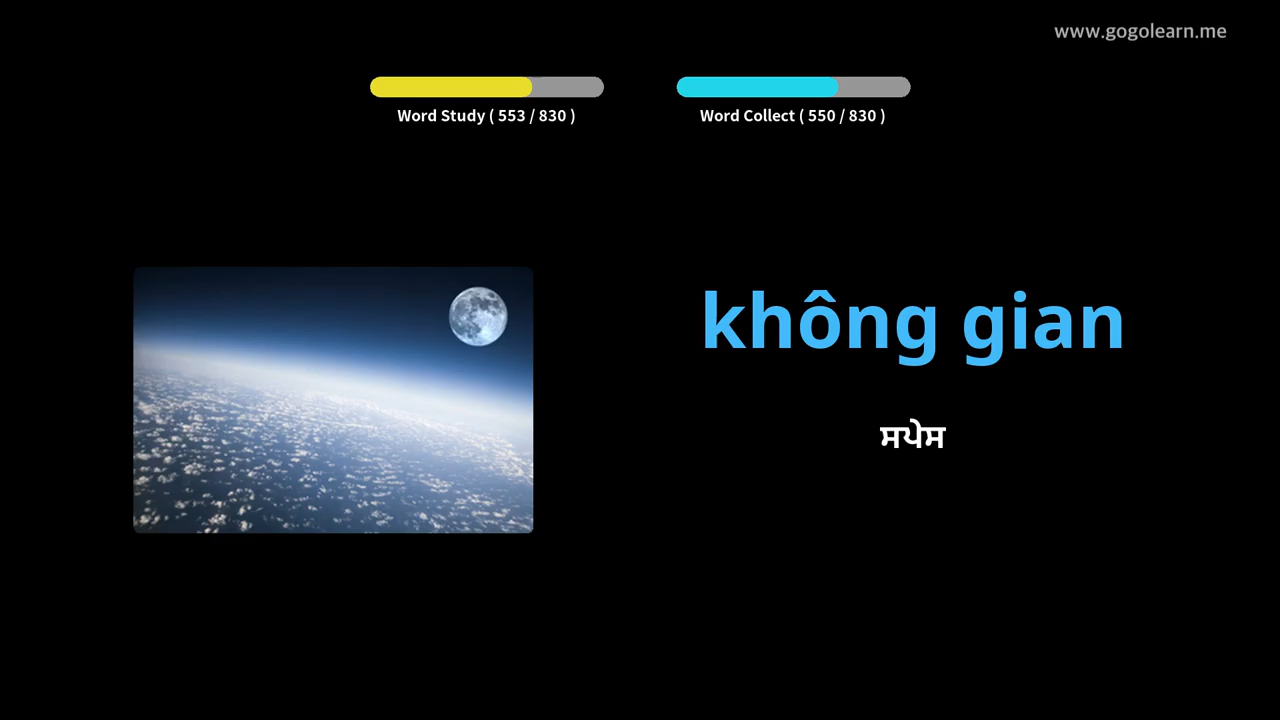 www.gogolearn.me
Word Study ( 553 / 830 )
Word Collect ( 550 / 830 )
không gian
ਸਪੇਸ